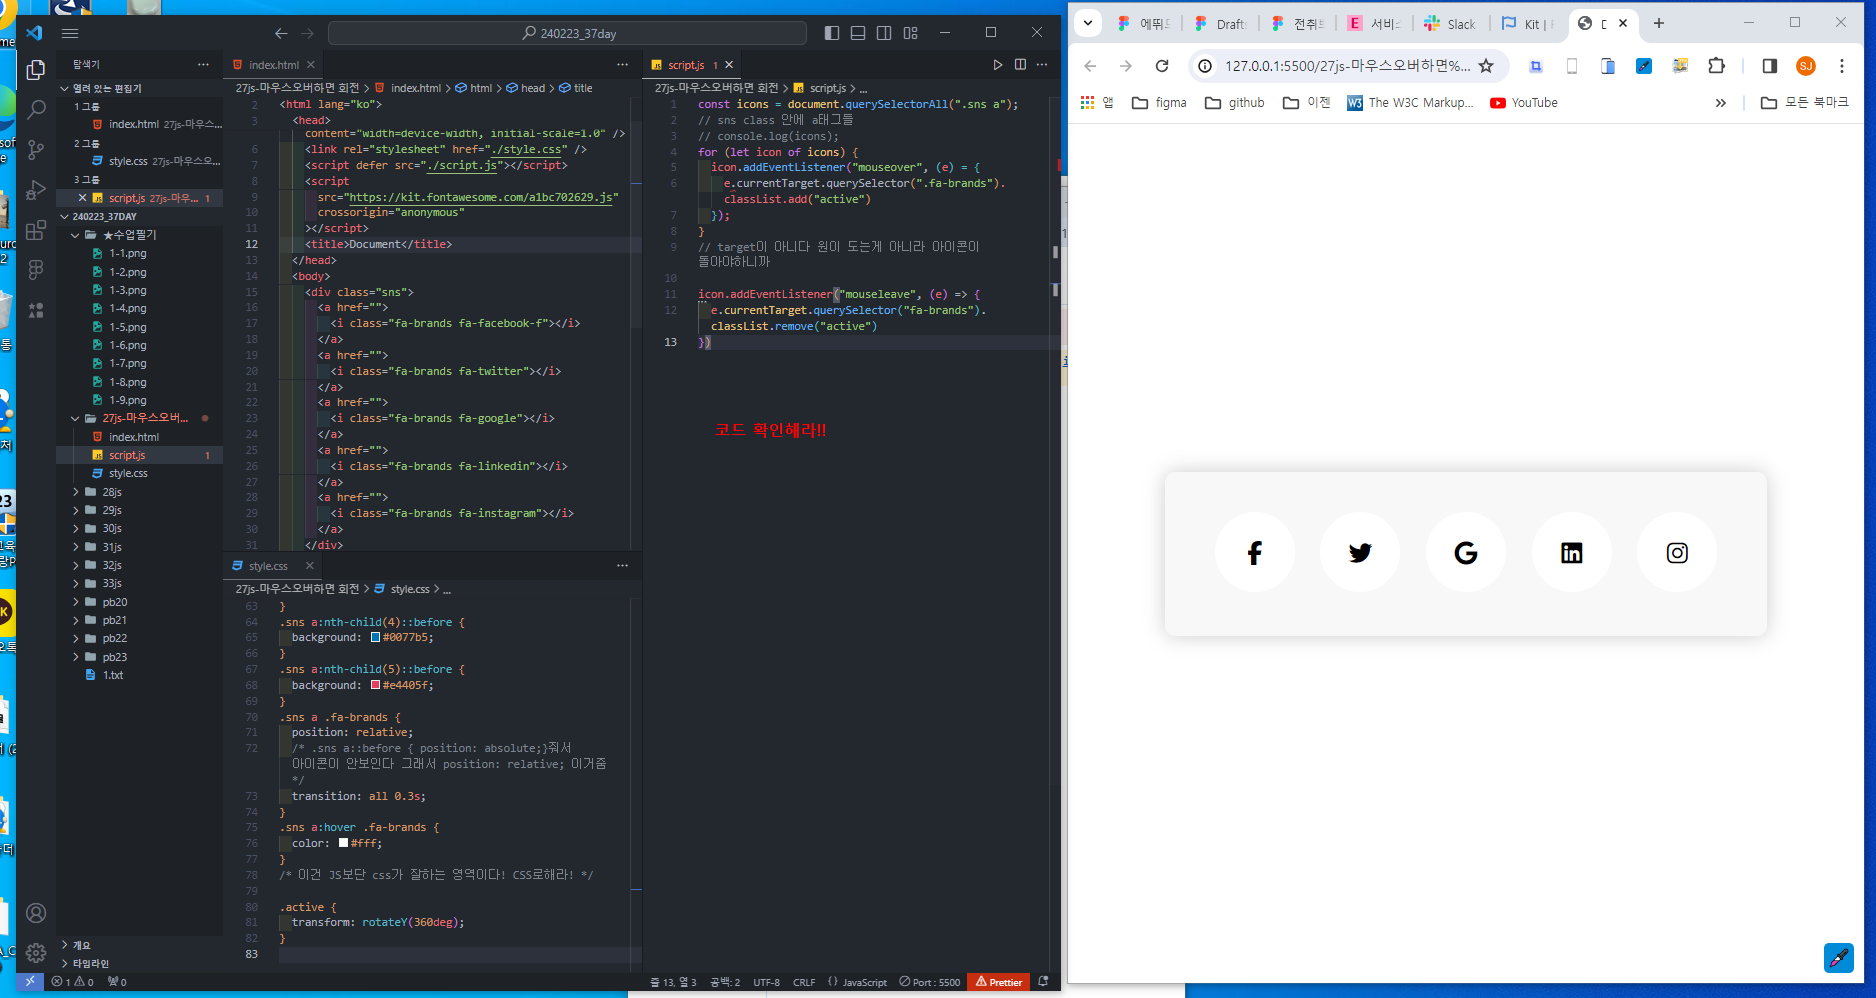 240223_37day
탐색기
열려 있는 편집기
1 그룹
index.html 27js-마우스...
2 그룹
style.css 27js-마우스오...
3 그룹
script.js 27js-마우... 1
240223_37DAY
★수업필기
1-1.png
1-2.png
1-3.png
1-4.png
1-5.png
1-6.png
1-7.png
1-8.png
1-9.png
27js-마우스오버...
index.html
script.js 1
style.css
28js
29js
30js
31js
32js
33js
pb20
pb21
pb22
pb23
1.txt
개요
타임라인
index.html
27js-마우스오버하면 회전 > index.html > html > head > title
2 <html lang="ko">
3 <head>
content="width=device-width, initial-scale=1.0" />
6 <link rel="stylesheet" href="./style.css" />
7 <script defer src="./script.js"></script>
8 <script
9 src="https://kit.fontawesome.com/a1bc702629.js"
10 crossorigin="anonymous"
11 ></script>
12 <title>Document</title>
13 </head>
14 <body>
15 <div class="sns">
16 <a href="">
17 <i class="fa-brands fa-facebook-f"></i>
18 </a>
19 <a href="">
20 <i class="fa-brands fa-twitter"></i>
21 </a>
22 <a href="">
23 <i class="fa-brands fa-google"></i>
24 </a>
25 <a href="">
26 <i class="fa-brands fa-linkedin"></i>
27 </a>
28 <a href="">
29 <i class="fa-brands fa-instagram"></i>
30 </a>
31 </div>
style.css
27js-마우스오버하면 회전 > style.css > ...
63 }
64 .sns a:nth-child(4)::before {
65 background: #0077b5;
66 }
67 .sns a:nth-child(5)::before {
68 background: #e4405f;
69 }
70 .sns a .fa-brands {
71 position: relative;
72 /* .sns a::before { position: absolute;}줘서
아이콘이 안보인다 그래서 position: relative; 이거줌
*/
73 transition: all 0.3s;
74 }
75 .sns a:hover .fa-brands {
76 color: #fff;
77 }
78 /* 이건 JS보단 css가 잘하는 영역이다! CSS로해라! */
79
80 .active {
81 transform: rotateY(360deg);
82 }
83
script.js 1
27js-마우스오버하면 회전 > script.js > ...
1 const icons = document.querySelectorAll(".sns a");
2 // sns class 안에 a태그들
3 // console.log(icons);
4 for (let icon of icons) {
5 icon.addEventListener("mouseover", (e) = {
6 e.currentTarget.querySelector(".fa-brands").
classList.add("active")
7 });
8 }
9 // target이 아니다 원이 도는게 아니라 아이콘이
돌아야하니까
10
11 icon.addEventListener("mouseleave", (e) => {
12 e.currentTarget.querySelector("fa-brands").
classList.remove("active")
13 })
코드 확인해라!!
1 0 0
줄 13, 열 3 공백: 2 UTF-8 CRLF {} JavaScript Port : 5500 Prettier
Drafts
서비스
Slack
Kit |
127.0.0.1:5500/27js-마우스오버하면%...
SJ
앱 figma github 이젠 The W3C Markup... YouTube » 모든 북마크